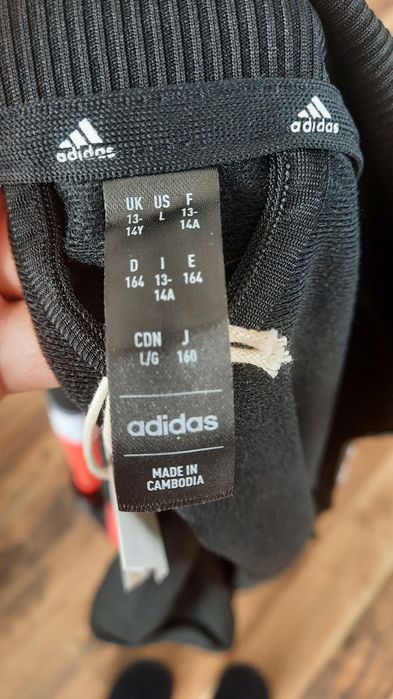 adidas
adidas
UK US F
13-14Y L 13-14A
D I E
164 13-14A 164
CDN J
L/G 160
adidas
MADE IN
CAMBODIA